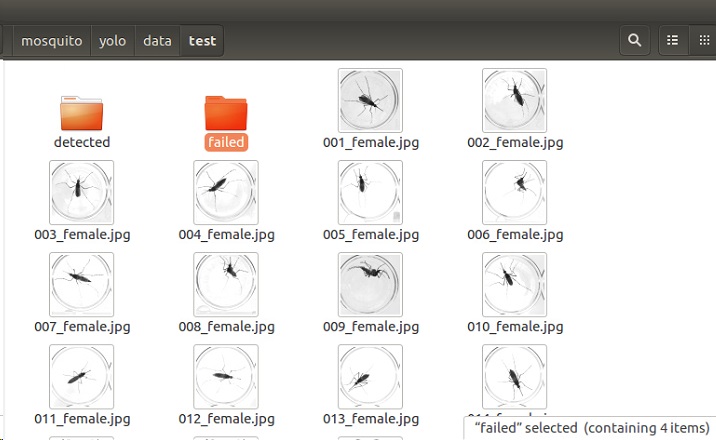 mosquito yolo data test
detected failed 001_female.jpg 002_female.jpg
003_female.jpg 004_female.jpg 005_female.jpg 006_female.jpg
007_female.jpg 008_female.jpg 009_female.jpg 010_female.jpg
011_female.jpg 012_female.jpg 013_female.jpg
“failed” selected (containing 4 items)